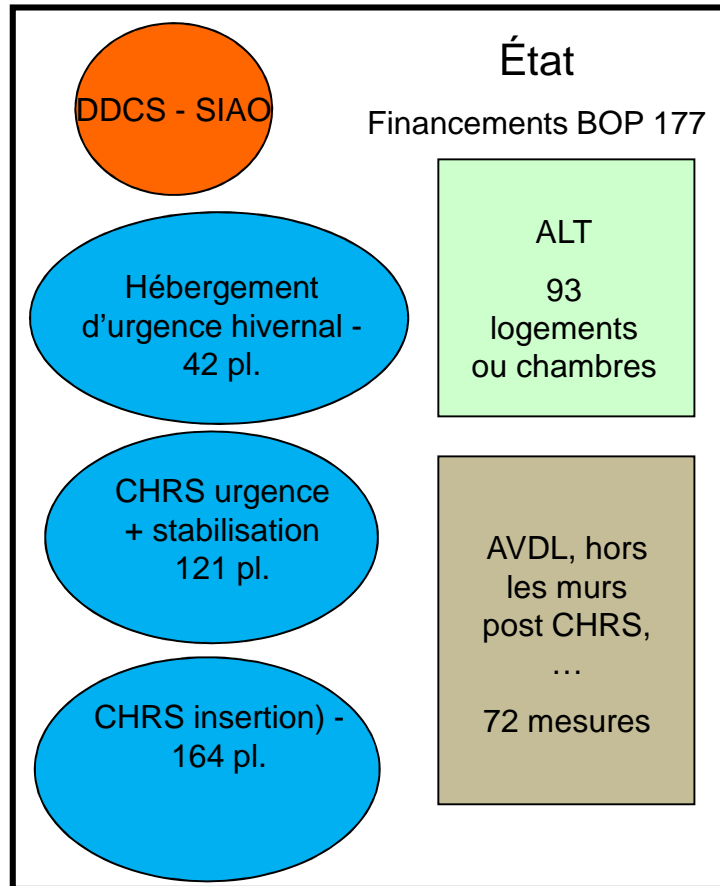 État
Financements BOP 177
DDCS - SIAO
Hébergement
d’urgence hivernal -
42 pl.
CHRS urgence
+ stabilisation
121 pl.
CHRS insertion) -
164 pl.
ALT
93
logements
ou chambres
AVDL, hors
les murs
post CHRS,
…
72 mesures